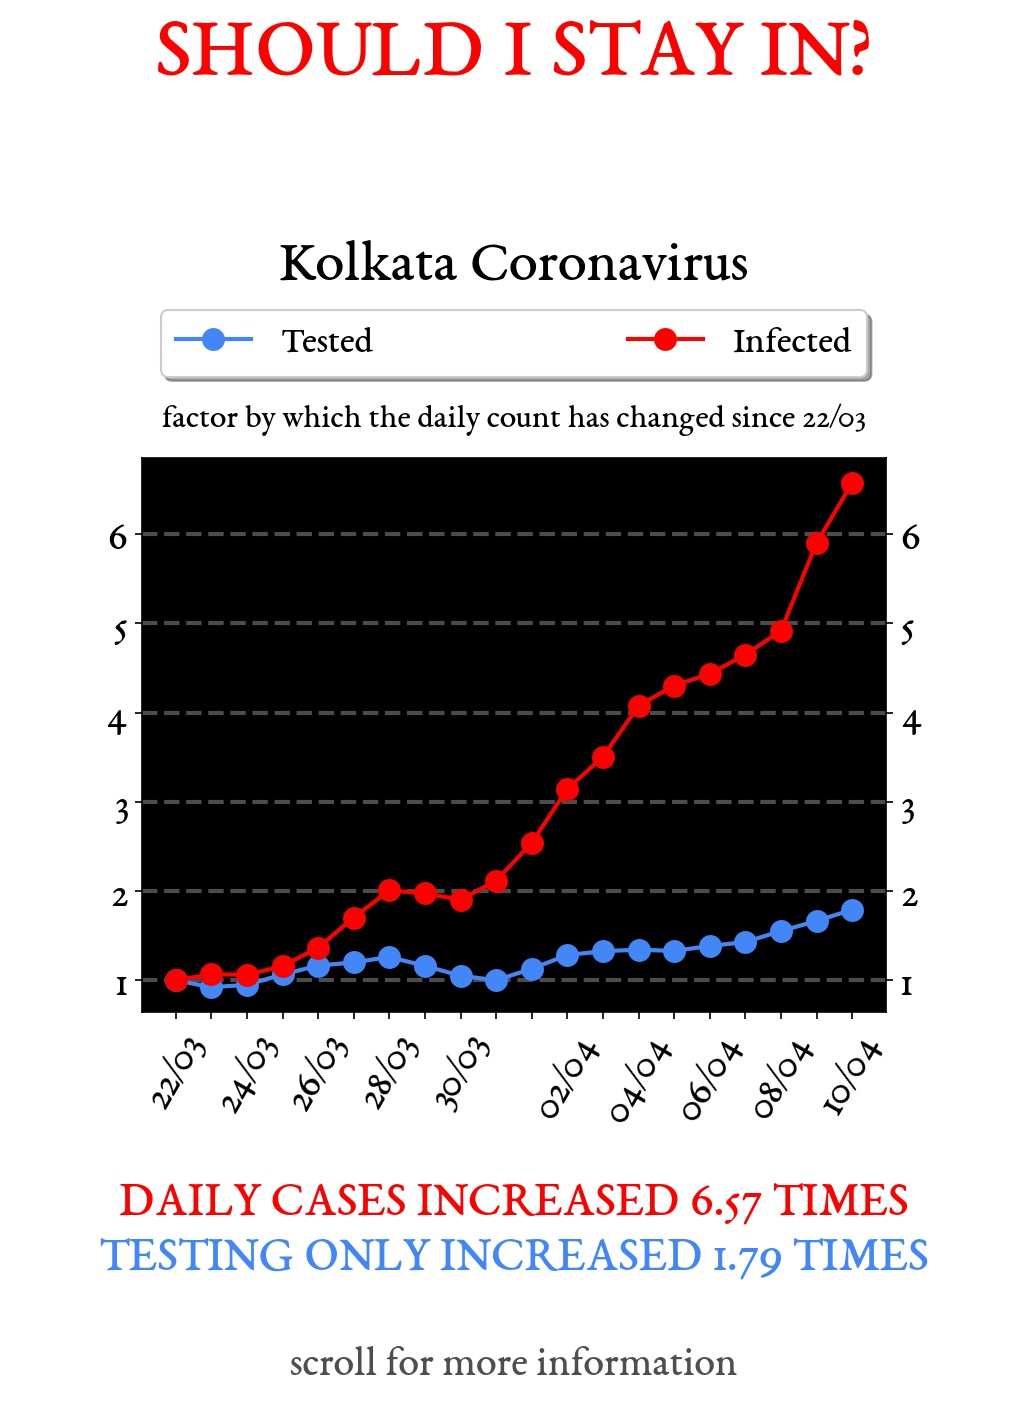 SHOULD I STAY IN?
Kolkata Coronavirus
Tested Infected
factor by which the daily count has changed since 22/03
6 6
5 5
4 4
3 3
2 2
1 1
22/03 24/03 26/03 28/03 30/03 02/04 04/04 06/04 08/04 10/04
DAILY CASES INCREASED 6.57 TIMES
TESTING ONLY INCREASED 1.79 TIMES
scroll for more information